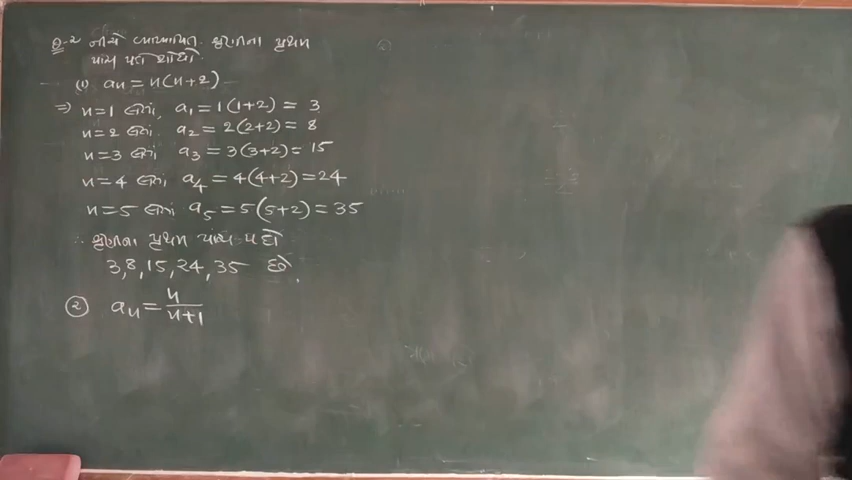 Q-2 નીચે વ્યાખ્યાયિત શ્રેણીના પ્રથમ
પાંચ પદો શોધો.
(1) an = n(n+2)
⇒ n=1 લેતાં, a1 = 1(1+2) = 3
n=2 લેતાં a2 = 2(2+2) = 8
n=3 લેતાં a3 = 3(3+2) = 15
n=4 લેતાં a4 = 4(4+2) = 24
n=5 લેતાં a5 = 5(5+2) = 35
∴ શ્રેણીના પ્રથમ પાંચ પદો
3,8,15,24,35 છે.
(2) an = n/n+1